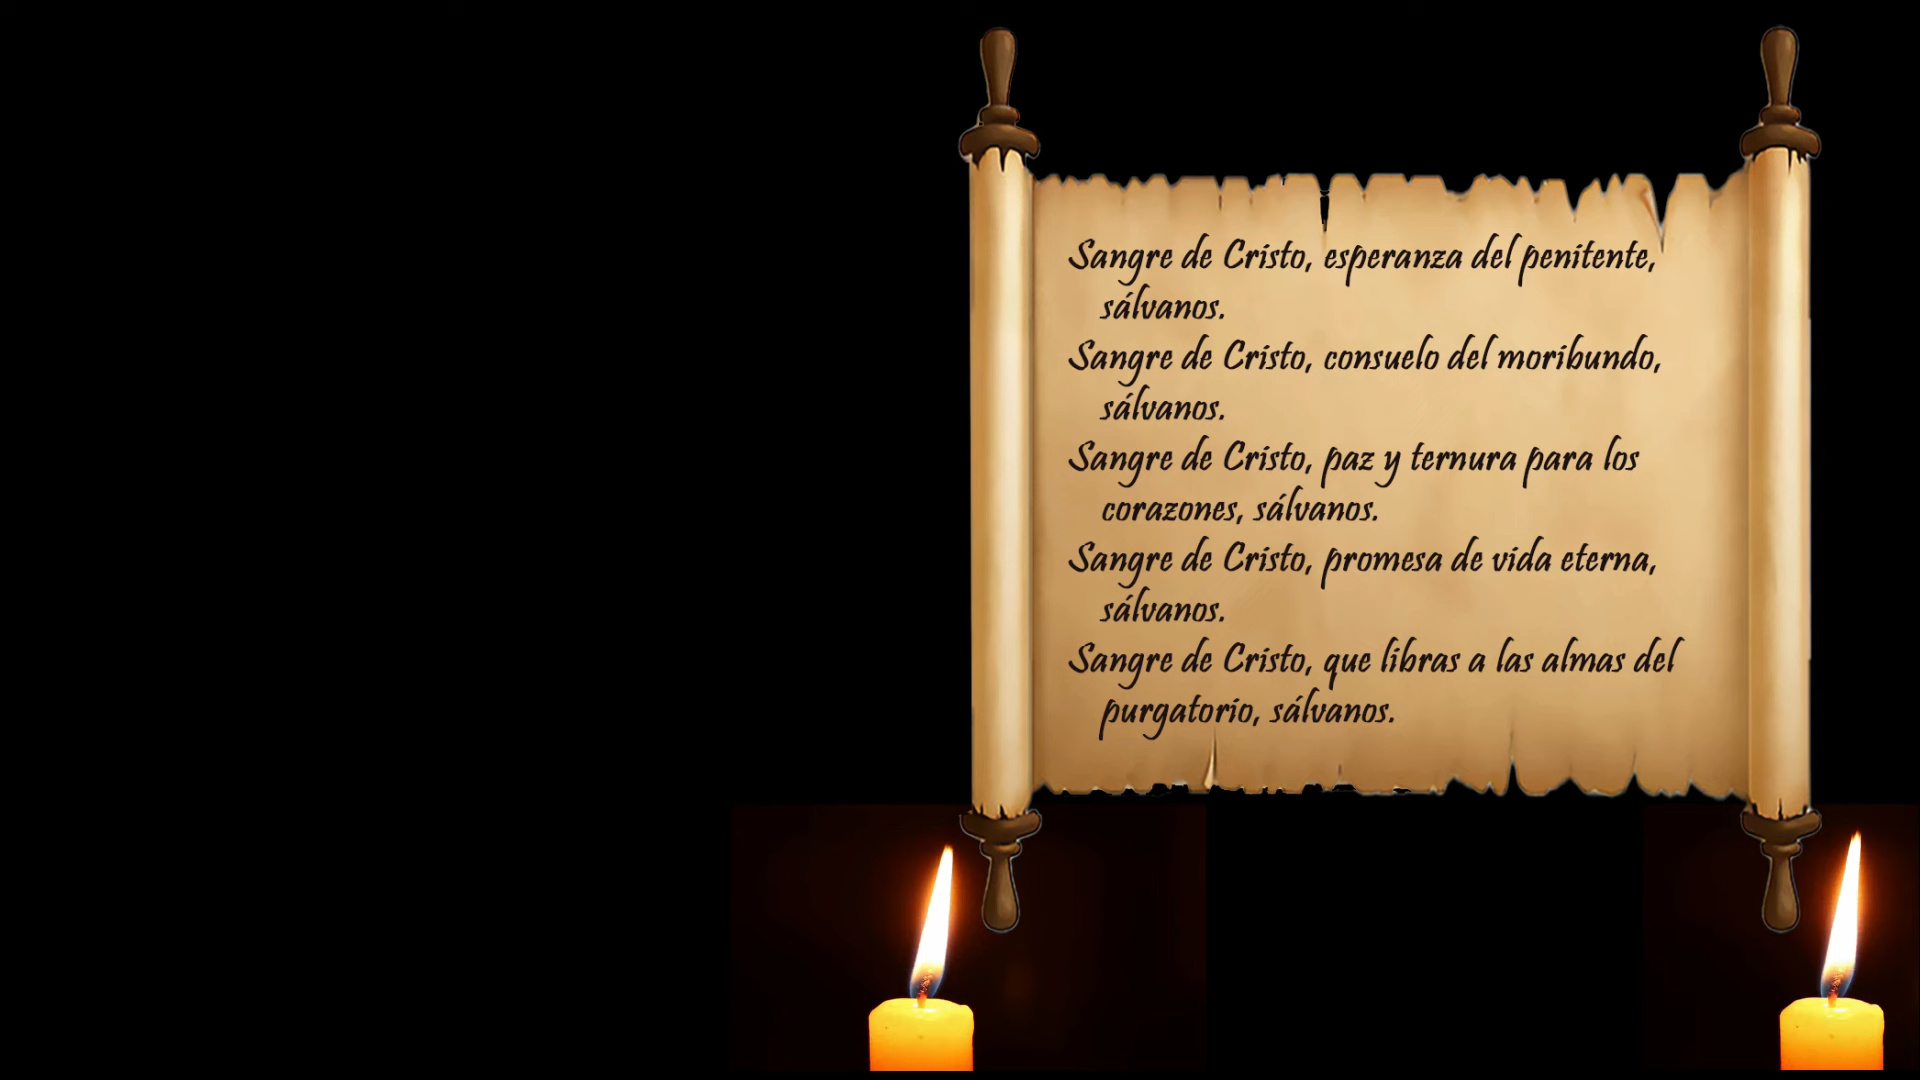 Sangre de Cristo, esperanza del penitente,
sálvanos.
Sangre de Cristo, consuelo del moribundo,
sálvanos.
Sangre de Cristo, paz y ternura para los
corazones, sálvanos.
Sangre de Cristo, promesa de vida eterna,
sálvanos.
Sangre de Cristo, que libras a las almas del
purgatorio, sálvanos.